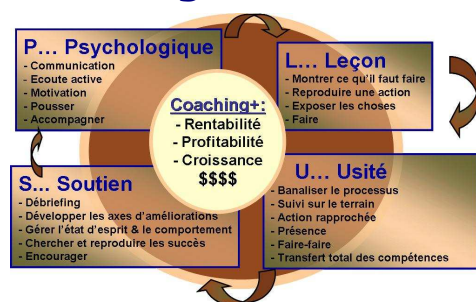 P... Psychologique
- Communication
- Ecoute active
- Motivation
- Pousser
- Accompagner
L... Leçon
- Montrer ce qu'il faut faire
- Reproduire une action
- Exposer les choses
- Faire
Coaching+:
- Rentabilité
- Profitabilité
- Croissance
$$$$
S... Soutien
- Débriefing
- Développer les axes d'améliorations
- Gérer l'état d'esprit & le comportement
- Chercher et reproduire les succès
- Encourager
U... Usité
- Banaliser le processus
- Suivi sur le terrain
- Action rapprochée
- Présence
- Faire-faire
- Transfert total des compétences